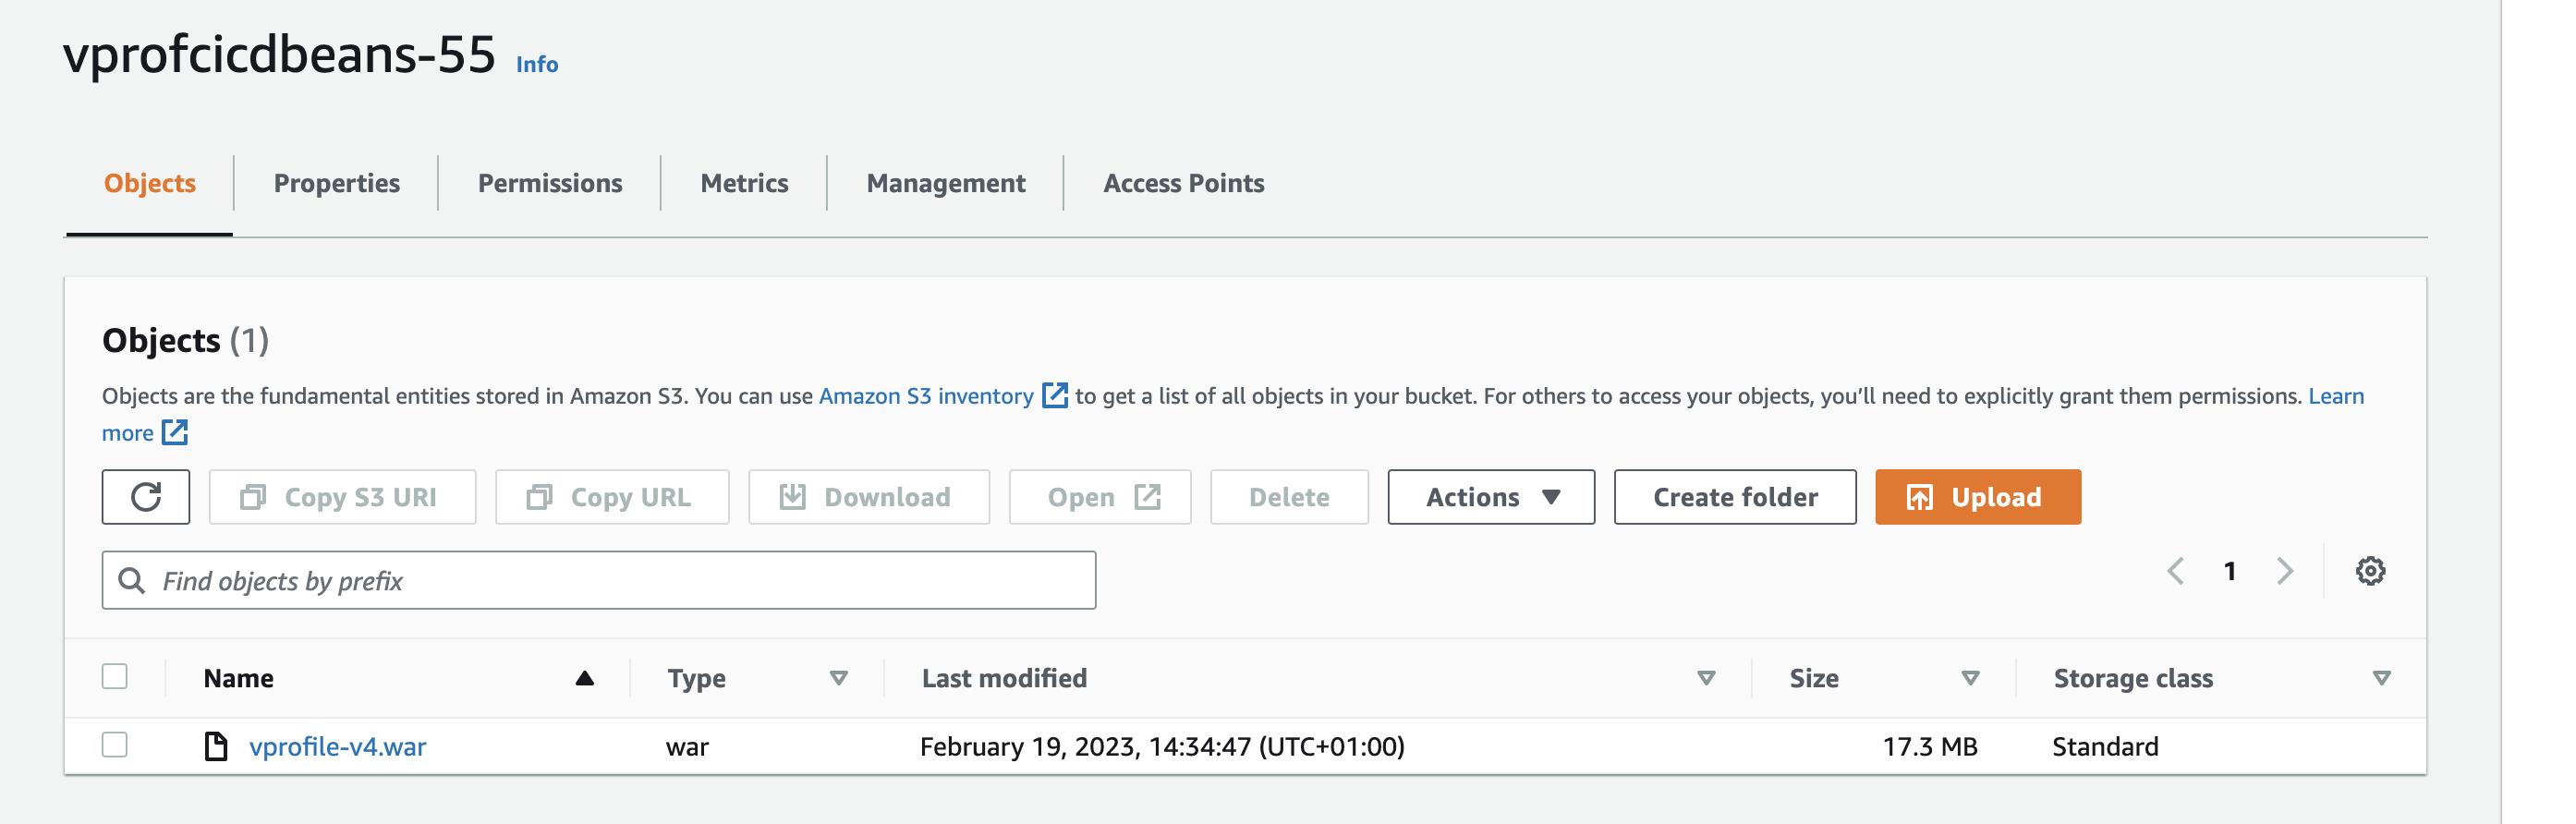 vprofcicdbeans-55 Info
Objects Properties Permissions Metrics Management Access Points
Objects (1)
Objects are the fundamental entities stored in Amazon S3. You can use Amazon S3 inventory to get a list of all objects in your bucket. For others to access your objects, you’ll need to explicitly grant them permissions. Learn
more
Copy S3 URI Copy URL Download Open Delete Actions Create folder Upload
Find objects by prefix 1
Name Type Last modified Size Storage class
vprofile-v4.war war February 19, 2023, 14:34:47 (UTC+01:00) 17.3 MB Standard